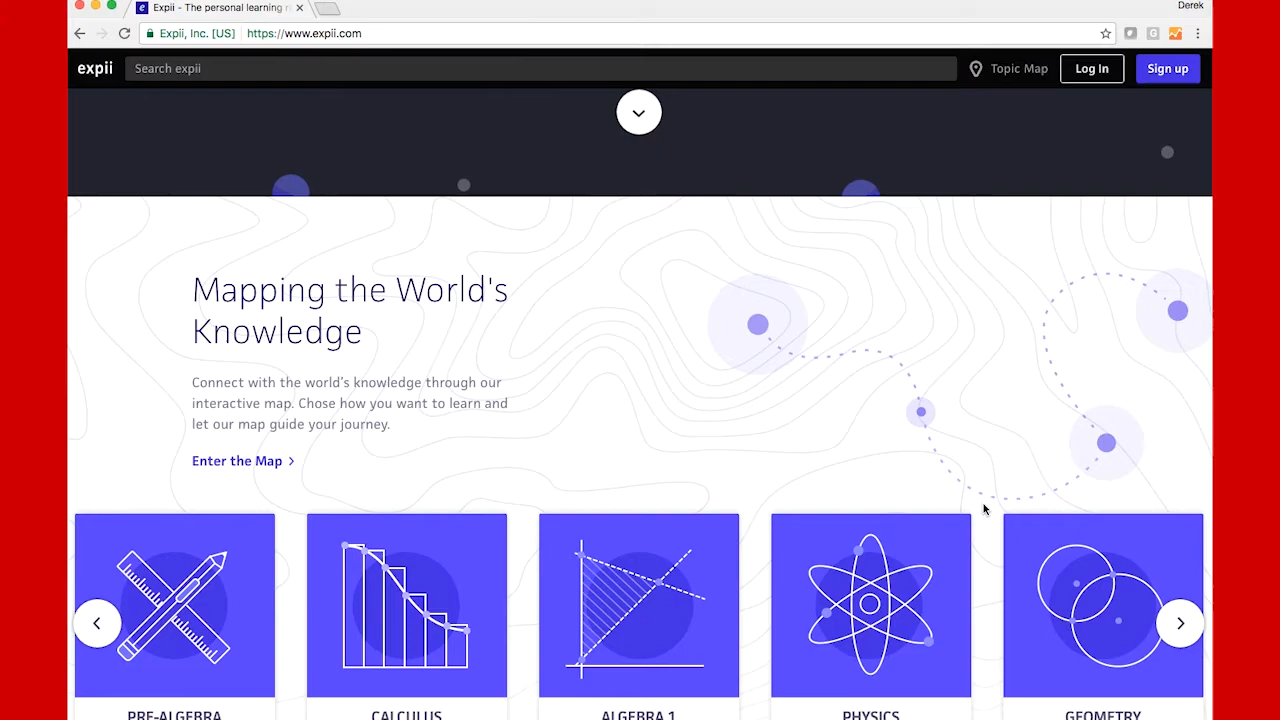 Derek
Expii - The personal learning r
Expii, Inc. [US] https://www.expii.com
expii Search expii Topic Map Log In Sign up
Mapping the World's
Knowledge
Connect with the world's knowledge through our
interactive map. Chose how you want to learn and
let our map guide your journey.
Enter the Map
PRE-ALGEBRA CALCULUS ALGEBRA 1 PHYSICS GEOMETRY